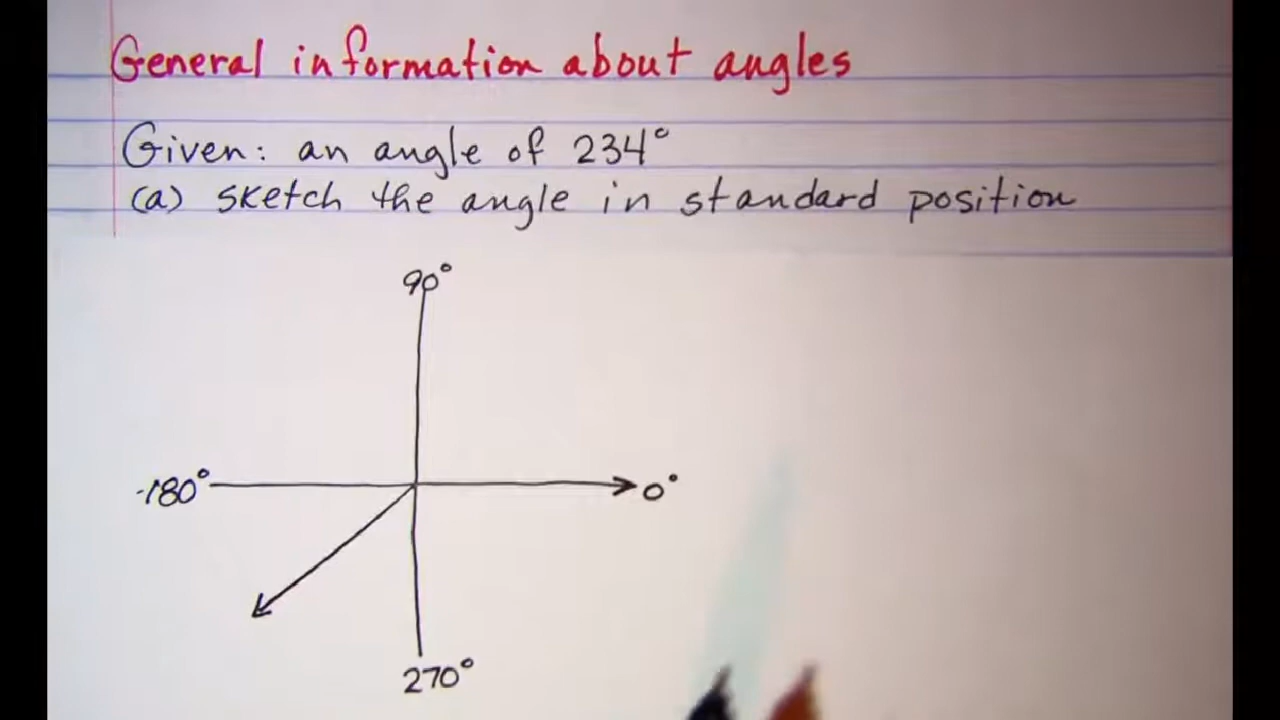 General information about angles
Given: an angle of 234°
(a) sketch the angle in standard position
90°
180°
0°
270°